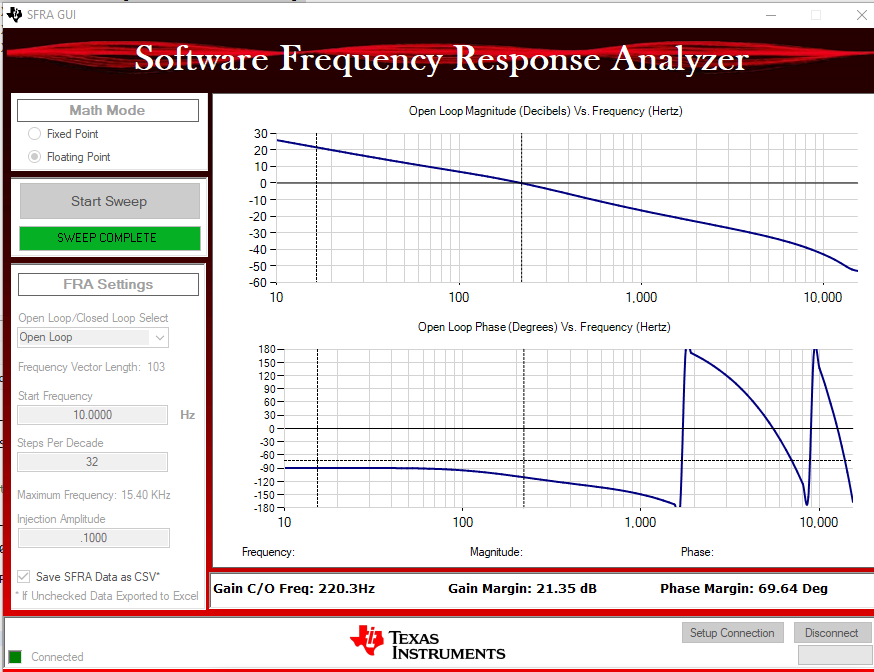 SFRA GUI
Software Frequency Response Analyzer
Math Mode
Fixed Point
Floating Point
Start Sweep
SWEEP COMPLETE
FRA Settings
Open Loop/Closed Loop Select
Open Loop
Frequency Vector Length: 103
Start Frequency
10.0000 Hz
Steps Per Decade
32
Maximum Frequency: 15.40 KHz
Injection Amplitude
.1000
Save SFRA Data as CSV*
* If Unchecked Data Exported to Excel
Open Loop Magnitude (Decibels) Vs. Frequency (Hertz)
30
20
10
0
-10
-20
-30
-40
-50
-60
10 100 1,000 10,000
Open Loop Phase (Degrees) Vs. Frequency (Hertz)
180
150
120
90
60
30
0
-30
-60
-90
-120
-150
-180
10 100 1,000 10,000
Frequency: Magnitude: Phase:
Gain C/O Freq: 220.3Hz Gain Margin: 21.35 dB Phase Margin: 69.64 Deg
Connected
TEXAS
INSTRUMENTS
Setup Connection Disconnect